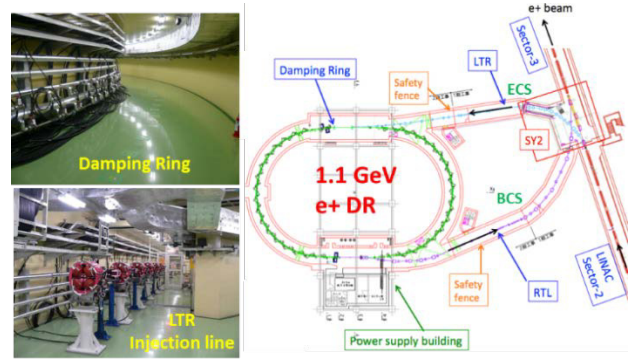 Damping Ring
LTR
Injection line
e+ beam
Sector-3
Damping Ring
Safety
fence
LTR
ECS
SY2
1.1 GeV
e+ DR
BCS
LINAC
Sector-2
Safety
fence
RTL
Power supply building